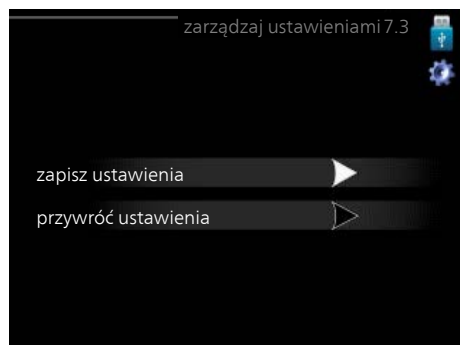 zarządzaj ustawieniami 7.3
zapisz ustawienia
przywróć ustawienia